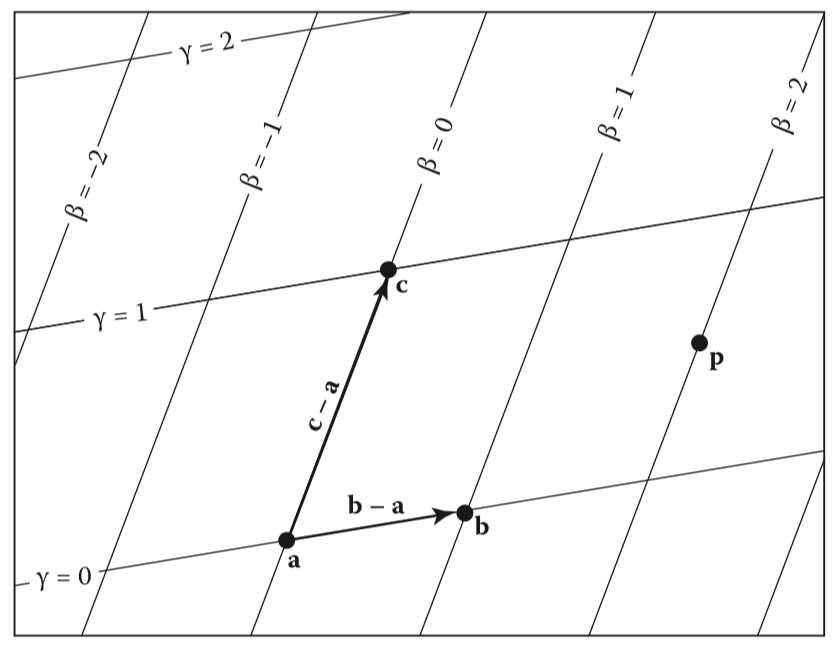 γ = 2
β = −2
β = −1
β = 0
β = 1
β = 2
γ = 1
c
p
c – a
b – a
b
a
γ = 0